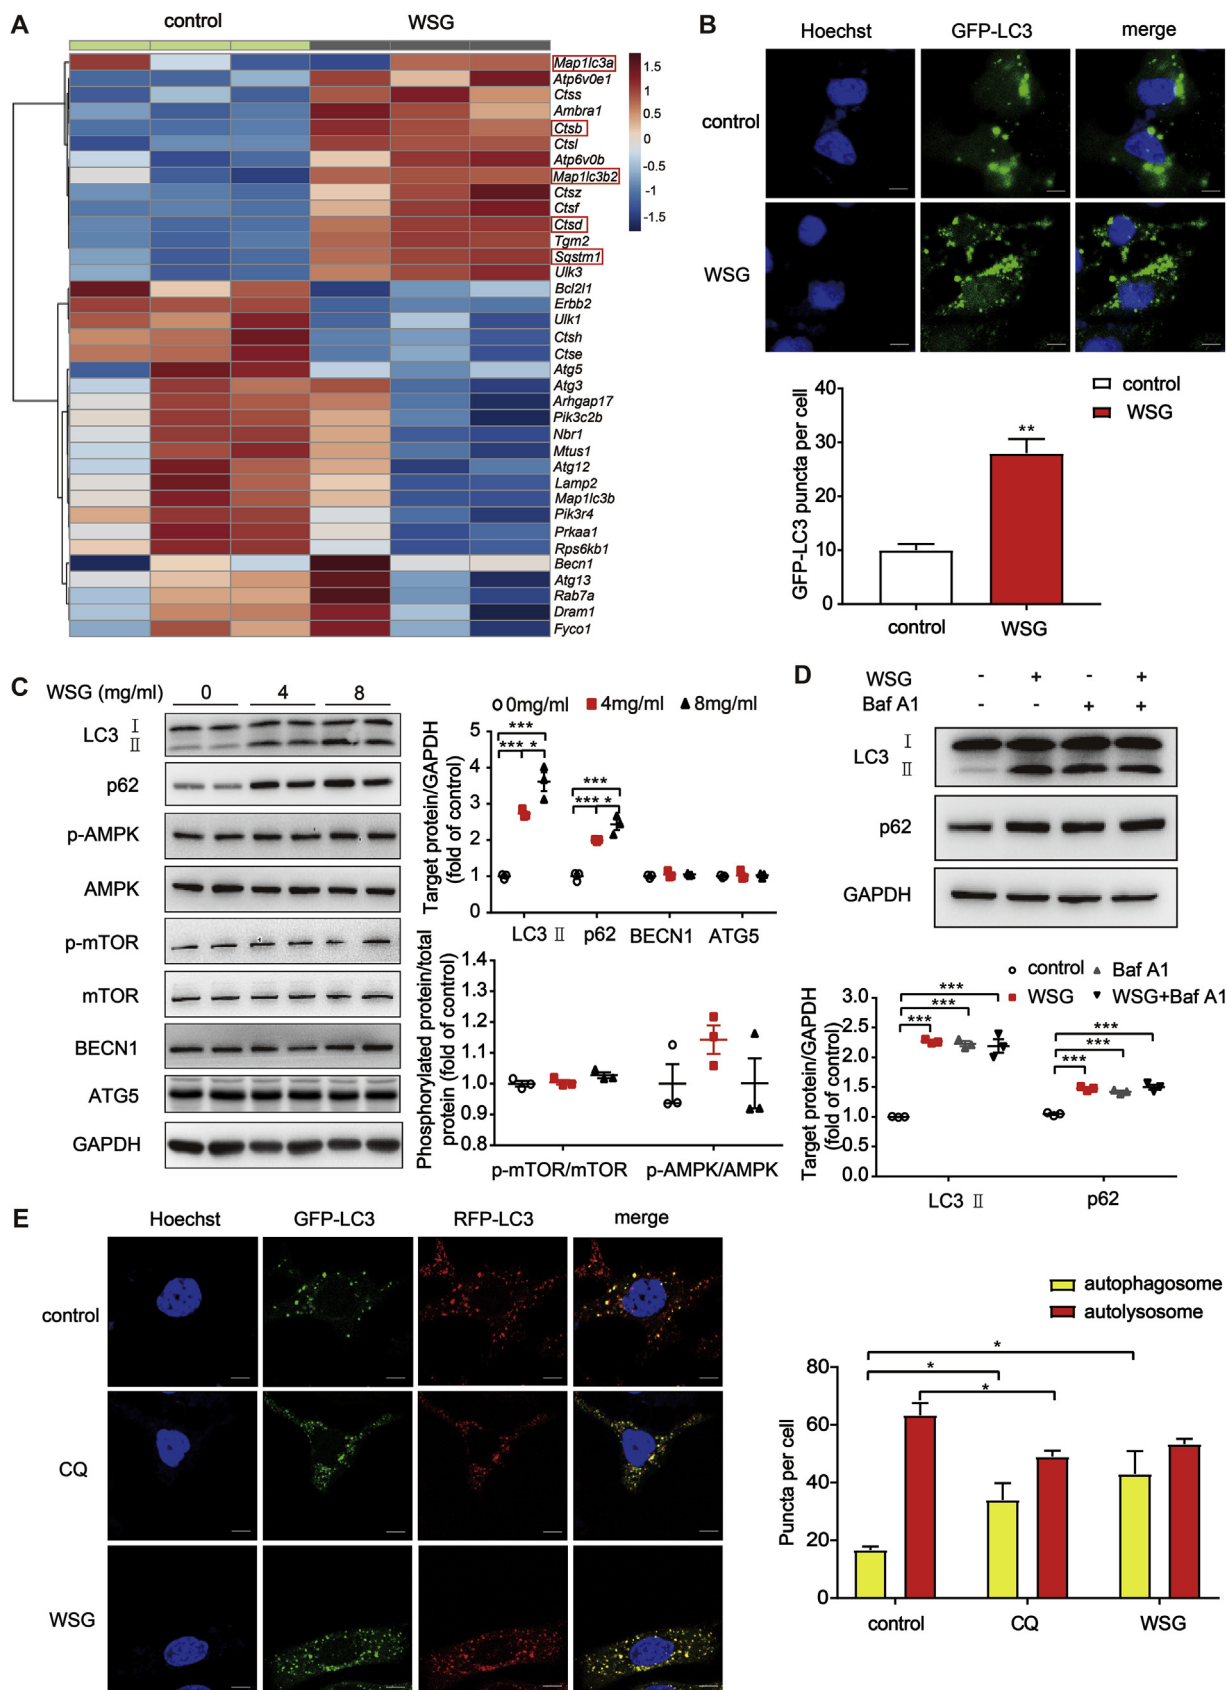 A
control
WSG
Map1lc3a
Atp6v0e1
Ctss
Ambra1
Ctsb
Ctsl
Atp6v0b
Map1lc3b2
Ctsz
Ctsf
Ctsd
Tgm2
Sqstm1
Ulk3
Bcl2l1
Erbb2
Ulk1
Ctsh
Ctse
Atg5
Atg3
Arhgap17
Pik3c2b
Nbr1
Mtus1
Atg12
Lamp2
Map1lc3b
Pik3r4
Prkaa1
Rps6kb1
Becn1
Atg13
Rab7a
Dram1
Fyco1
1.5
1
0.5
0
-0.5
-1
-1.5
B
Hoechst GFP-LC3 merge
control
WSG
control
WSG
GFP-LC3 puncta per cell
40
30
20
10
0
**
control WSG
C
WSG (mg/ml) 0 4 8
LC3 Ⅰ
Ⅱ
p62
p-AMPK
AMPK
p-mTOR
mTOR
BECN1
ATG5
GAPDH
0mg/ml 4mg/ml 8mg/ml
Target protein/GAPDH
(fold of control)
5
4
3
2
1
0
***
*** *
***
*** *
LC3 Ⅱ p62 BECN1 ATG5
Phosphorylated protein/total
protein (fold of control)
1.4
1.3
1.2
1.1
1.0
0.9
0.8
p-mTOR/mTOR p-AMPK/AMPK
D
WSG - + - +
Baf A1 - - + +
LC3 Ⅰ
Ⅱ
p62
GAPDH
control Baf A1
WSG WSG+Baf A1
Target protein/GAPDH
(fold of control)
3.0
2.5
2.0
1.5
1.0
0.5
0.0
***
***
***
***
***
***
LC3 Ⅱ p62
E
Hoechst GFP-LC3 RFP-LC3 merge
control
CQ
WSG
autophagosome
autolysosome
Puncta per cell
80
60
40
20
0
*
*
*
control CQ WSG